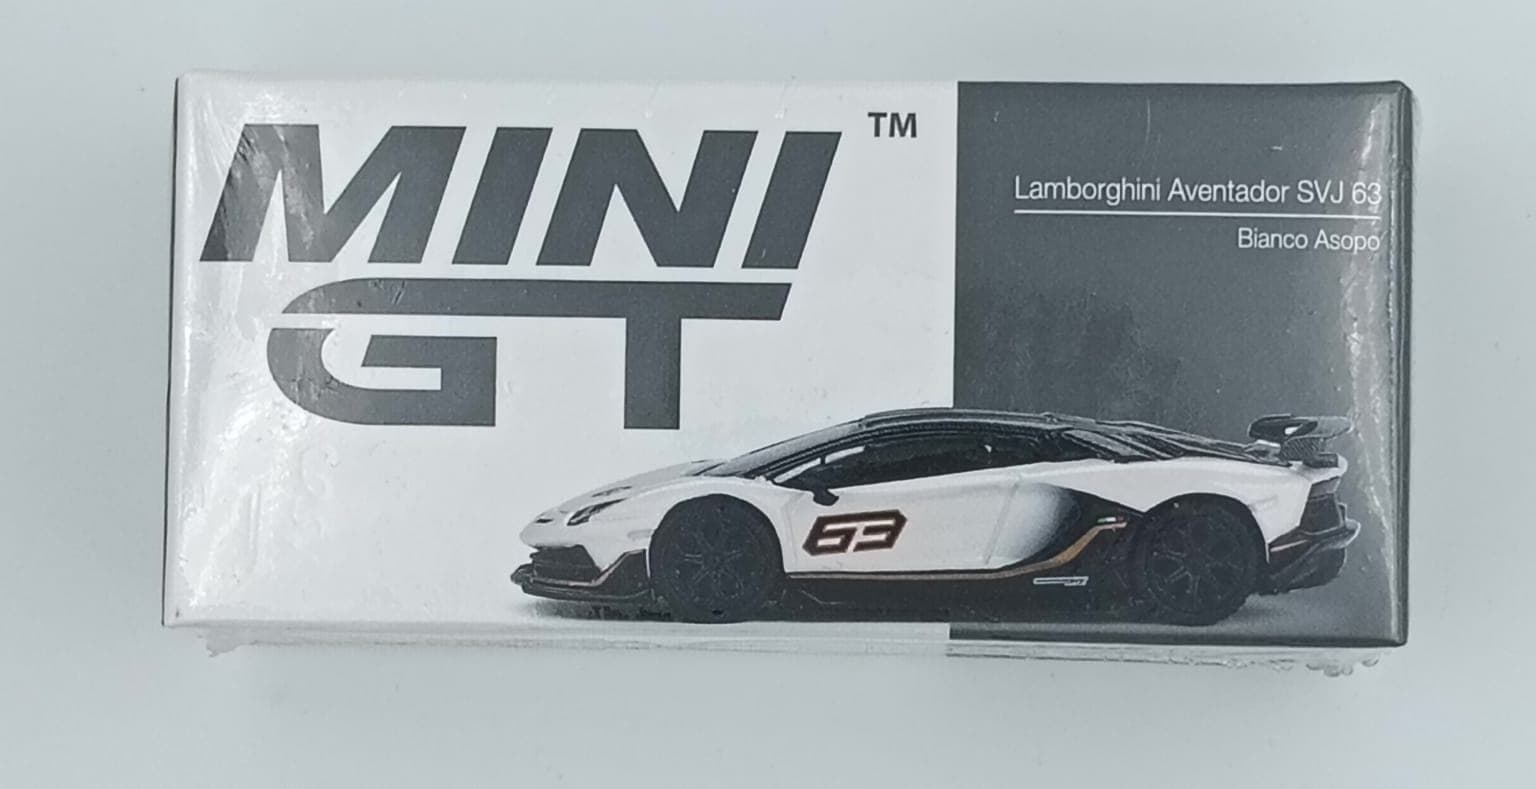 MINI
GT
TM
Lamborghini Aventador SVJ 63
Bianco Asopo
63